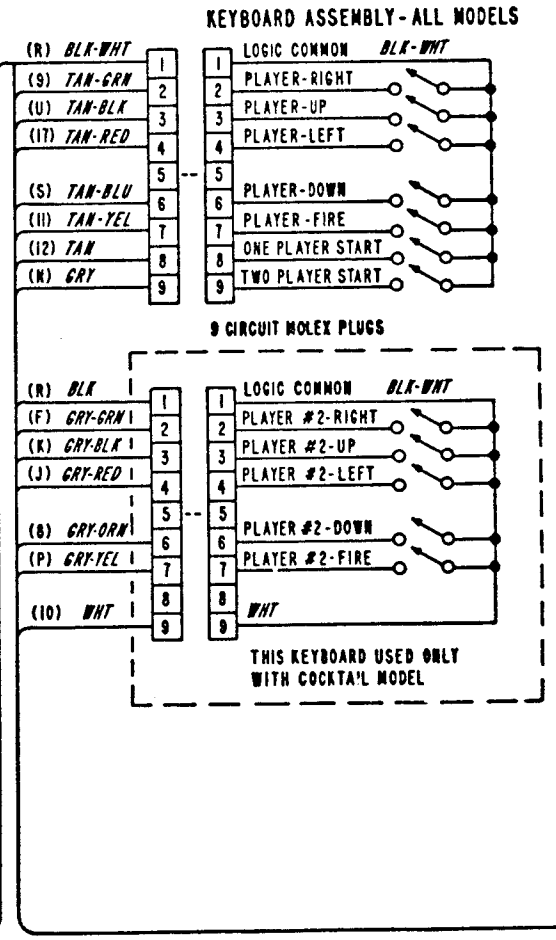 KEYBOARD ASSEMBLY - ALL MODELS
(R) BLK-WHT 1 1 LOGIC COMMON BLK-WHT
(9) TAN-GRN 2 2 PLAYER-RIGHT
(U) TAN-BLK 3 3 PLAYER-UP
(17) TAN-RED 4 4 PLAYER-LEFT
5 -- 5
(S) TAN-BLU 6 6 PLAYER-DOWN
(11) TAN-YEL 7 7 PLAYER-FIRE
(12) TAN 8 8 ONE PLAYER START
(N) GRY 9 9 TWO PLAYER START
9 CIRCUIT MOLEX PLUGS
(R) BLK 1 1 LOGIC COMMON BLK-WHT
(F) GRY-GRN 2 2 PLAYER #2-RIGHT
(K) GRY-BLK 3 3 PLAYER #2-UP
(J) GRY-RED 4 4 PLAYER #2-LEFT
5 -- 5
(8) GRY-ORN 6 6 PLAYER #2-DOWN
(P) GRY-YEL 7 7 PLAYER #2-FIRE
8 8
(10) WHT 9 9 WHT
THIS KEYBOARD USED ONLY
WITH COCKTAIL MODEL